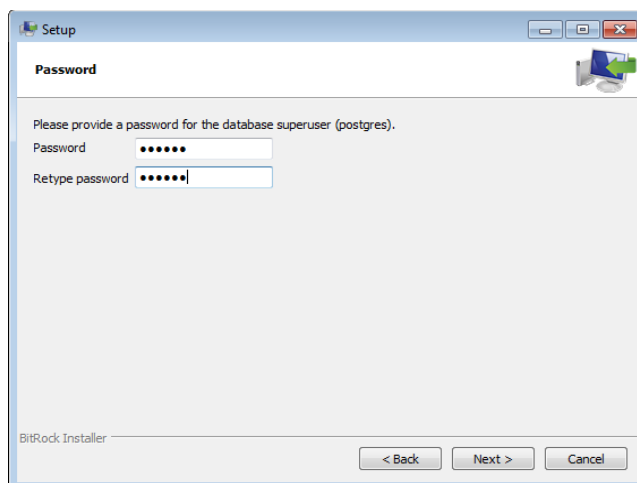 Setup
Password
Please provide a password for the database superuser (postgres).
Password ••••••
Retype password ••••••
BitRock Installer
< Back Next > Cancel